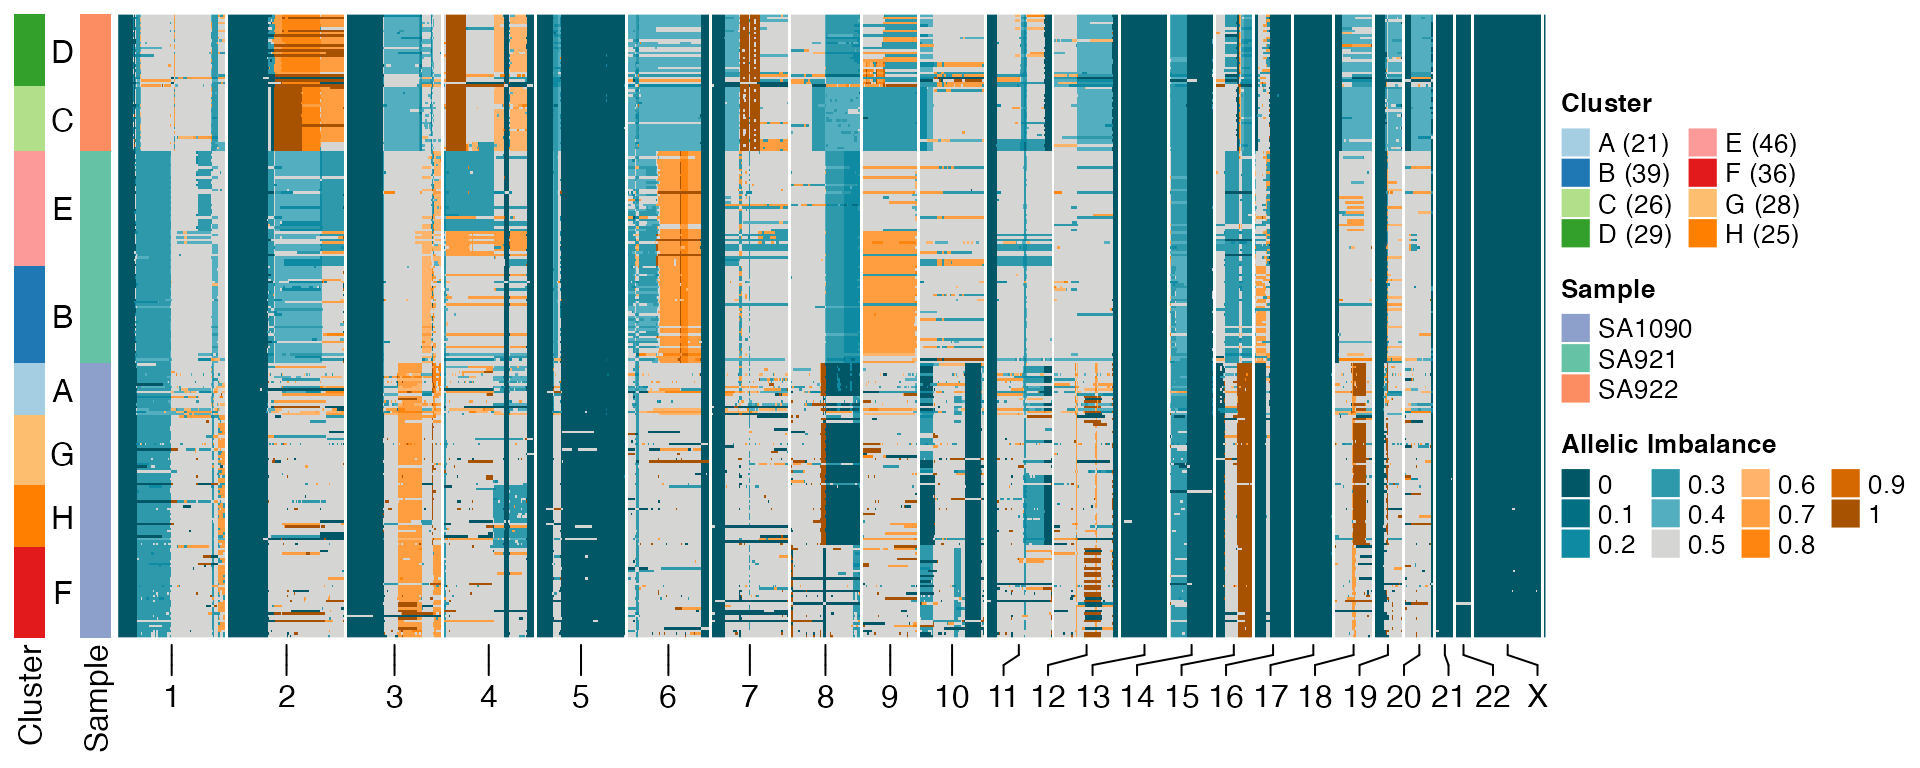 D
C
E
B
A
G
H
F
Cluster
Sample
1 2 3 4 5 6 7 8 9 10 11 12 13 14 15 16 17 18 19 20 21 22 X
Cluster
A (21) E (46)
B (39) F (36)
C (26) G (28)
D (29) H (25)
Sample
SA1090
SA921
SA922
Allelic Imbalance
0 0.3 0.6 0.9
0.1 0.4 0.7 1
0.2 0.5 0.8